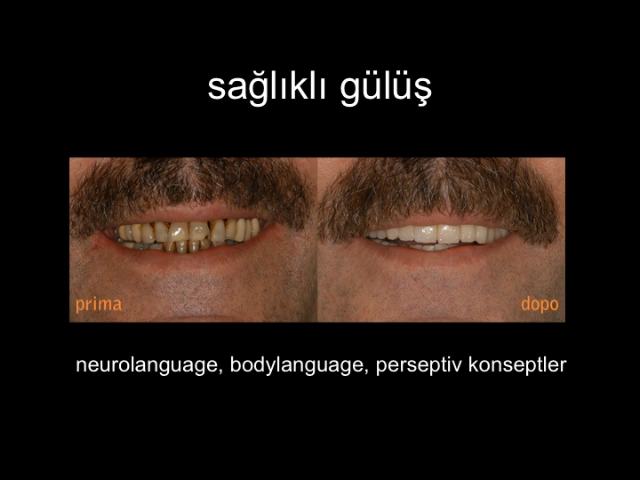 sağlıklı gülüş
prima
dopo
neurolanguage, bodylanguage, perseptiv konseptler